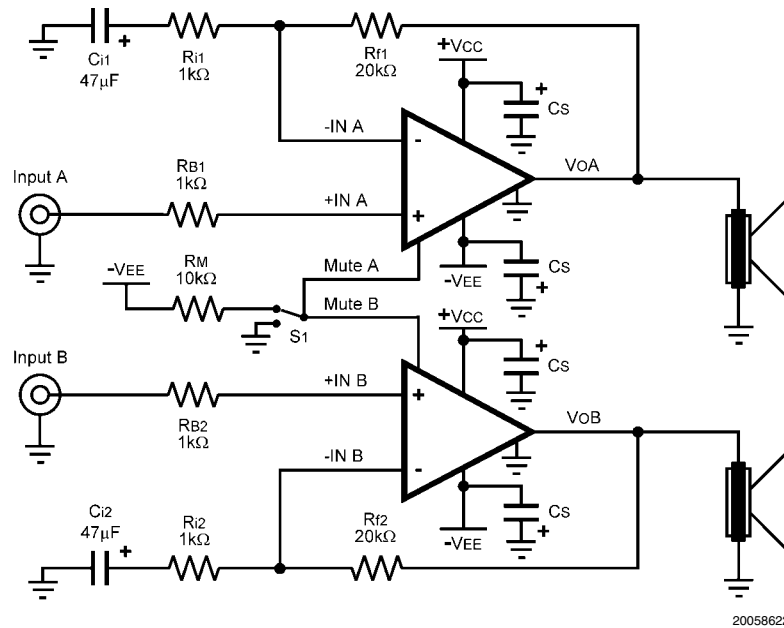 Ci1
47μF
+
Ri1
1kΩ
Rf1
20kΩ
+VCC
+
CS
-IN A
-
Input A
RB1
1kΩ
+IN A
+
VOA
-VEE
RM
10kΩ
Mute A
-VEE
CS
+
Mute B
S1
+VCC
+
CS
Input B
RB2
1kΩ
+IN B
+
VOB
-IN B
-
Ci2
47μF
+
Ri2
1kΩ
Rf2
20kΩ
-VEE
CS
+